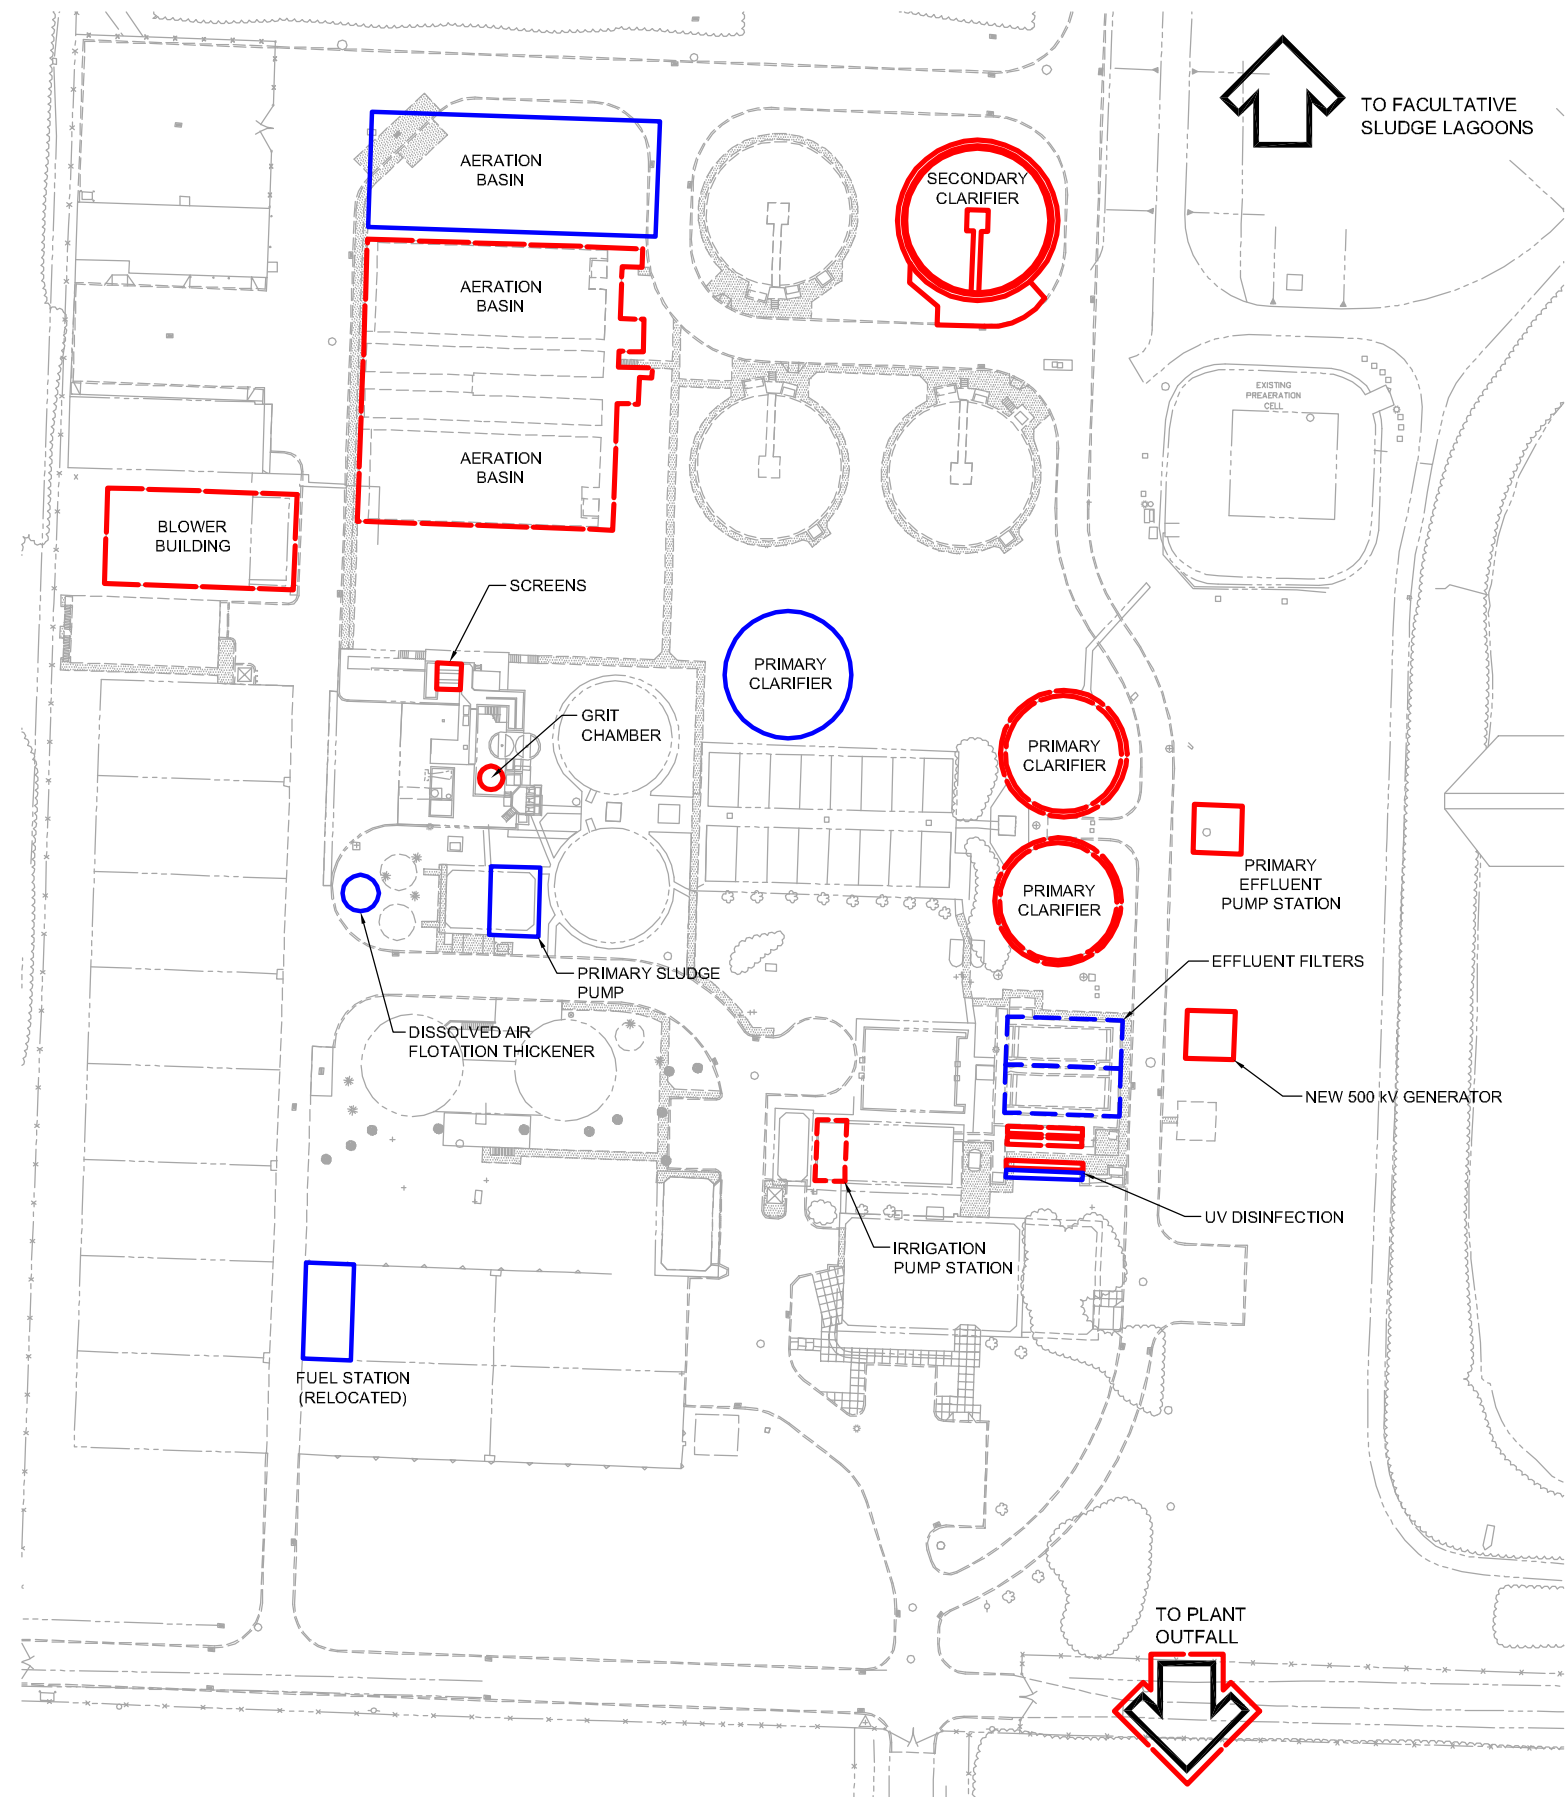 TO FACULTATIVE
SLUDGE LAGOONS
AERATION
BASIN
SECONDARY
CLARIFIER
AERATION
BASIN
EXISTING
PREAERATION
CELL
AERATION
BASIN
BLOWER
BUILDING
SCREENS
PRIMARY
CLARIFIER
GRIT
CHAMBER
PRIMARY
CLARIFIER
PRIMARY
EFFLUENT
PUMP STATION
PRIMARY
CLARIFIER
EFFLUENT FILTERS
PRIMARY SLUDGE
PUMP
DISSOLVED AIR
FLOTATION THICKENER
NEW 500 kV GENERATOR
UV DISINFECTION
IRRIGATION
PUMP STATION
FUEL STATION
(RELOCATED)
TO PLANT
OUTFALL